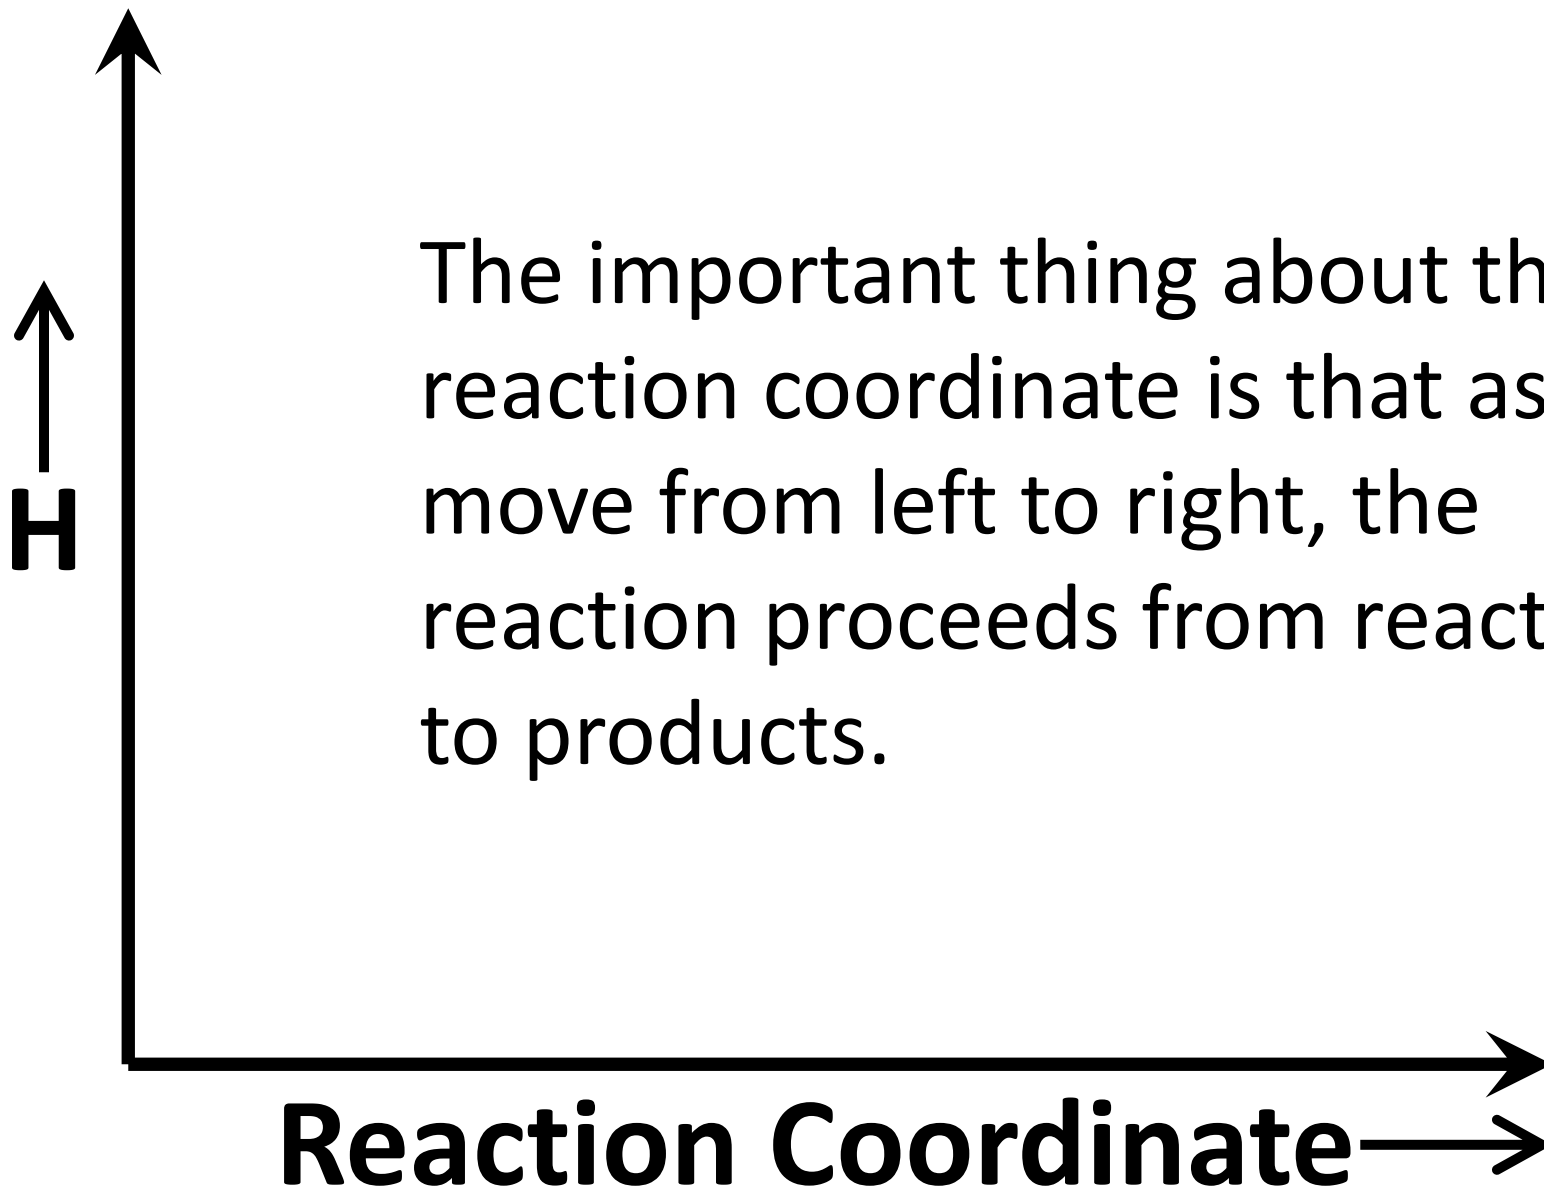 The important thing about th
reaction coordinate is that as
move from left to right, the
reaction proceeds from react
to products.
H
Reaction Coordinate